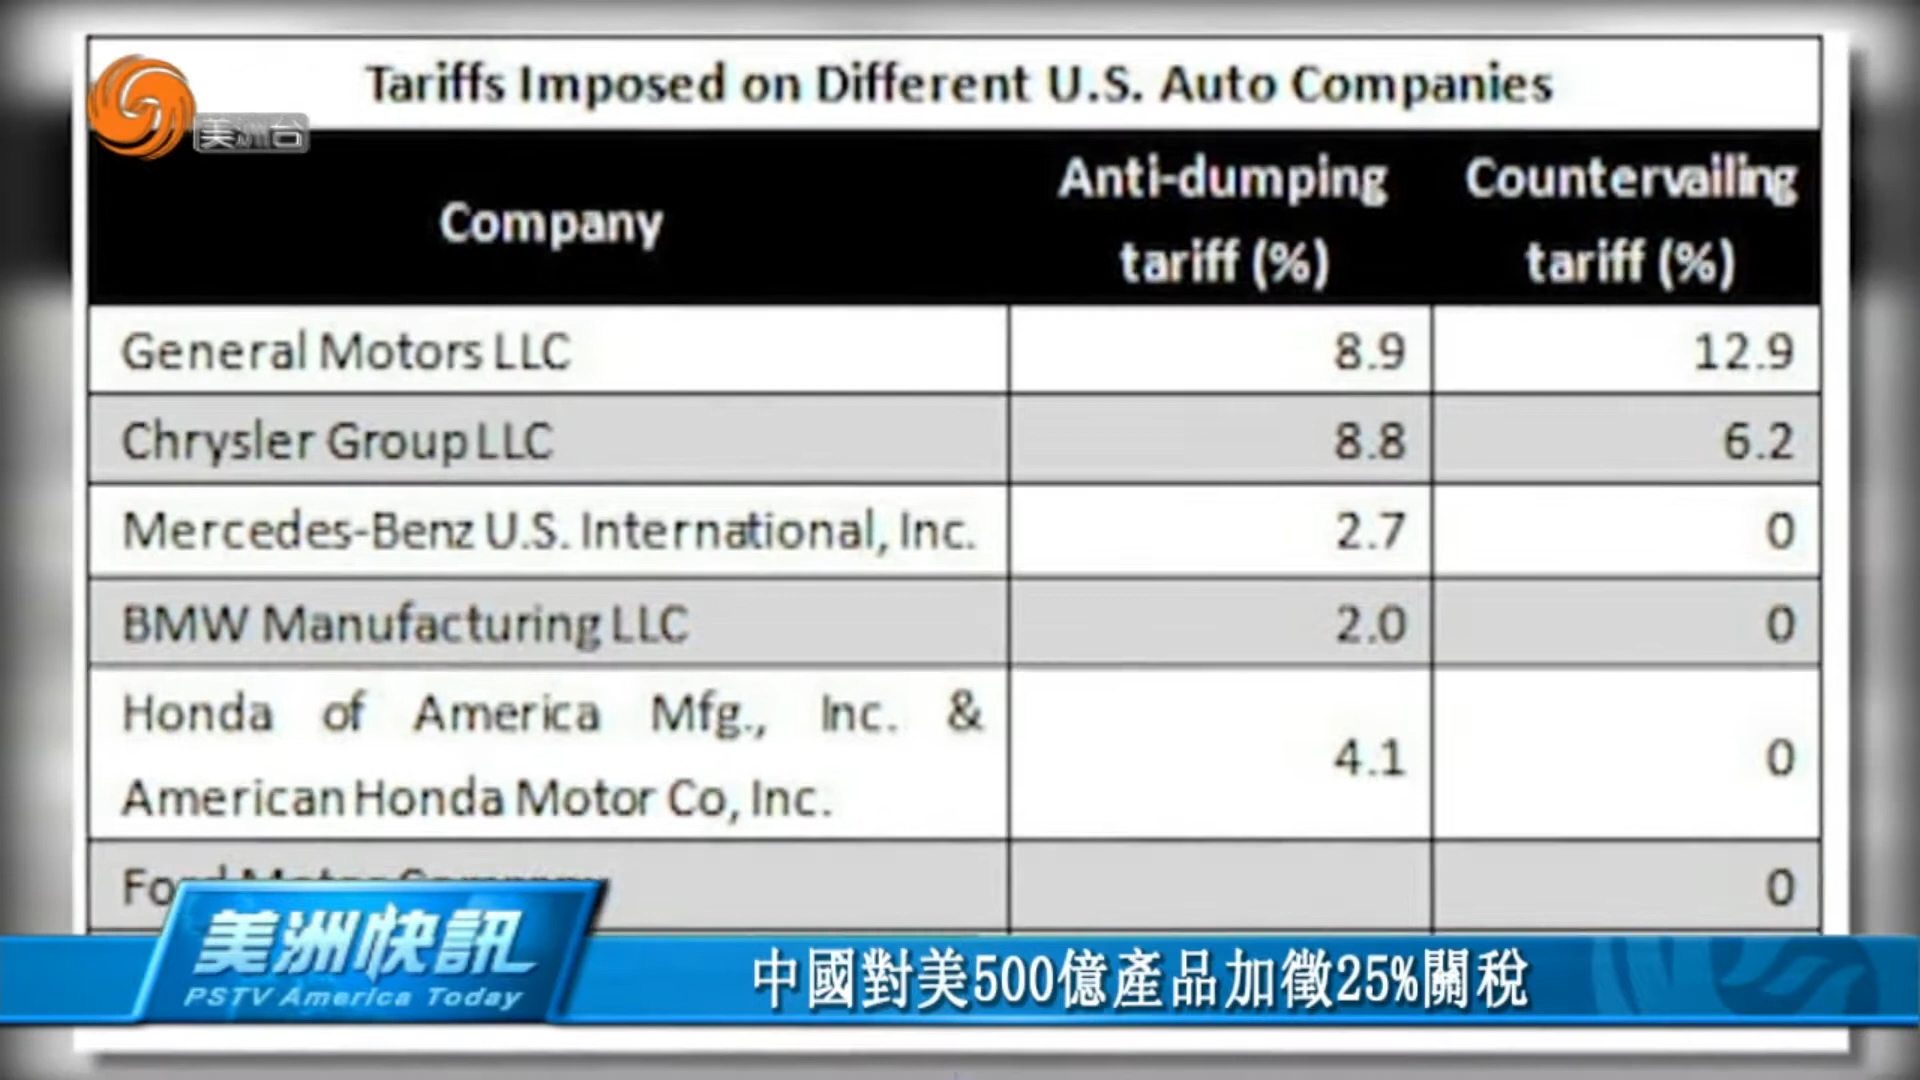 Tariffs Imposed on Different U.S. Auto Companies
美洲台
Company
Anti-dumping
tariff (%)
Countervailing
tariff (%)
General Motors LLC
8.9
12.9
Chrysler Group LLC
8.8
6.2
Mercedes-Benz U.S. International, Inc.
2.7
0
BMW Manufacturing LLC
2.0
0
Honda of America Mfg., Inc. &
American Honda Motor Co, Inc.
4.1
0
Ford Motor Company
0
美洲快訊
PSTV America Today
中國對美500億產品加徵25%關稅